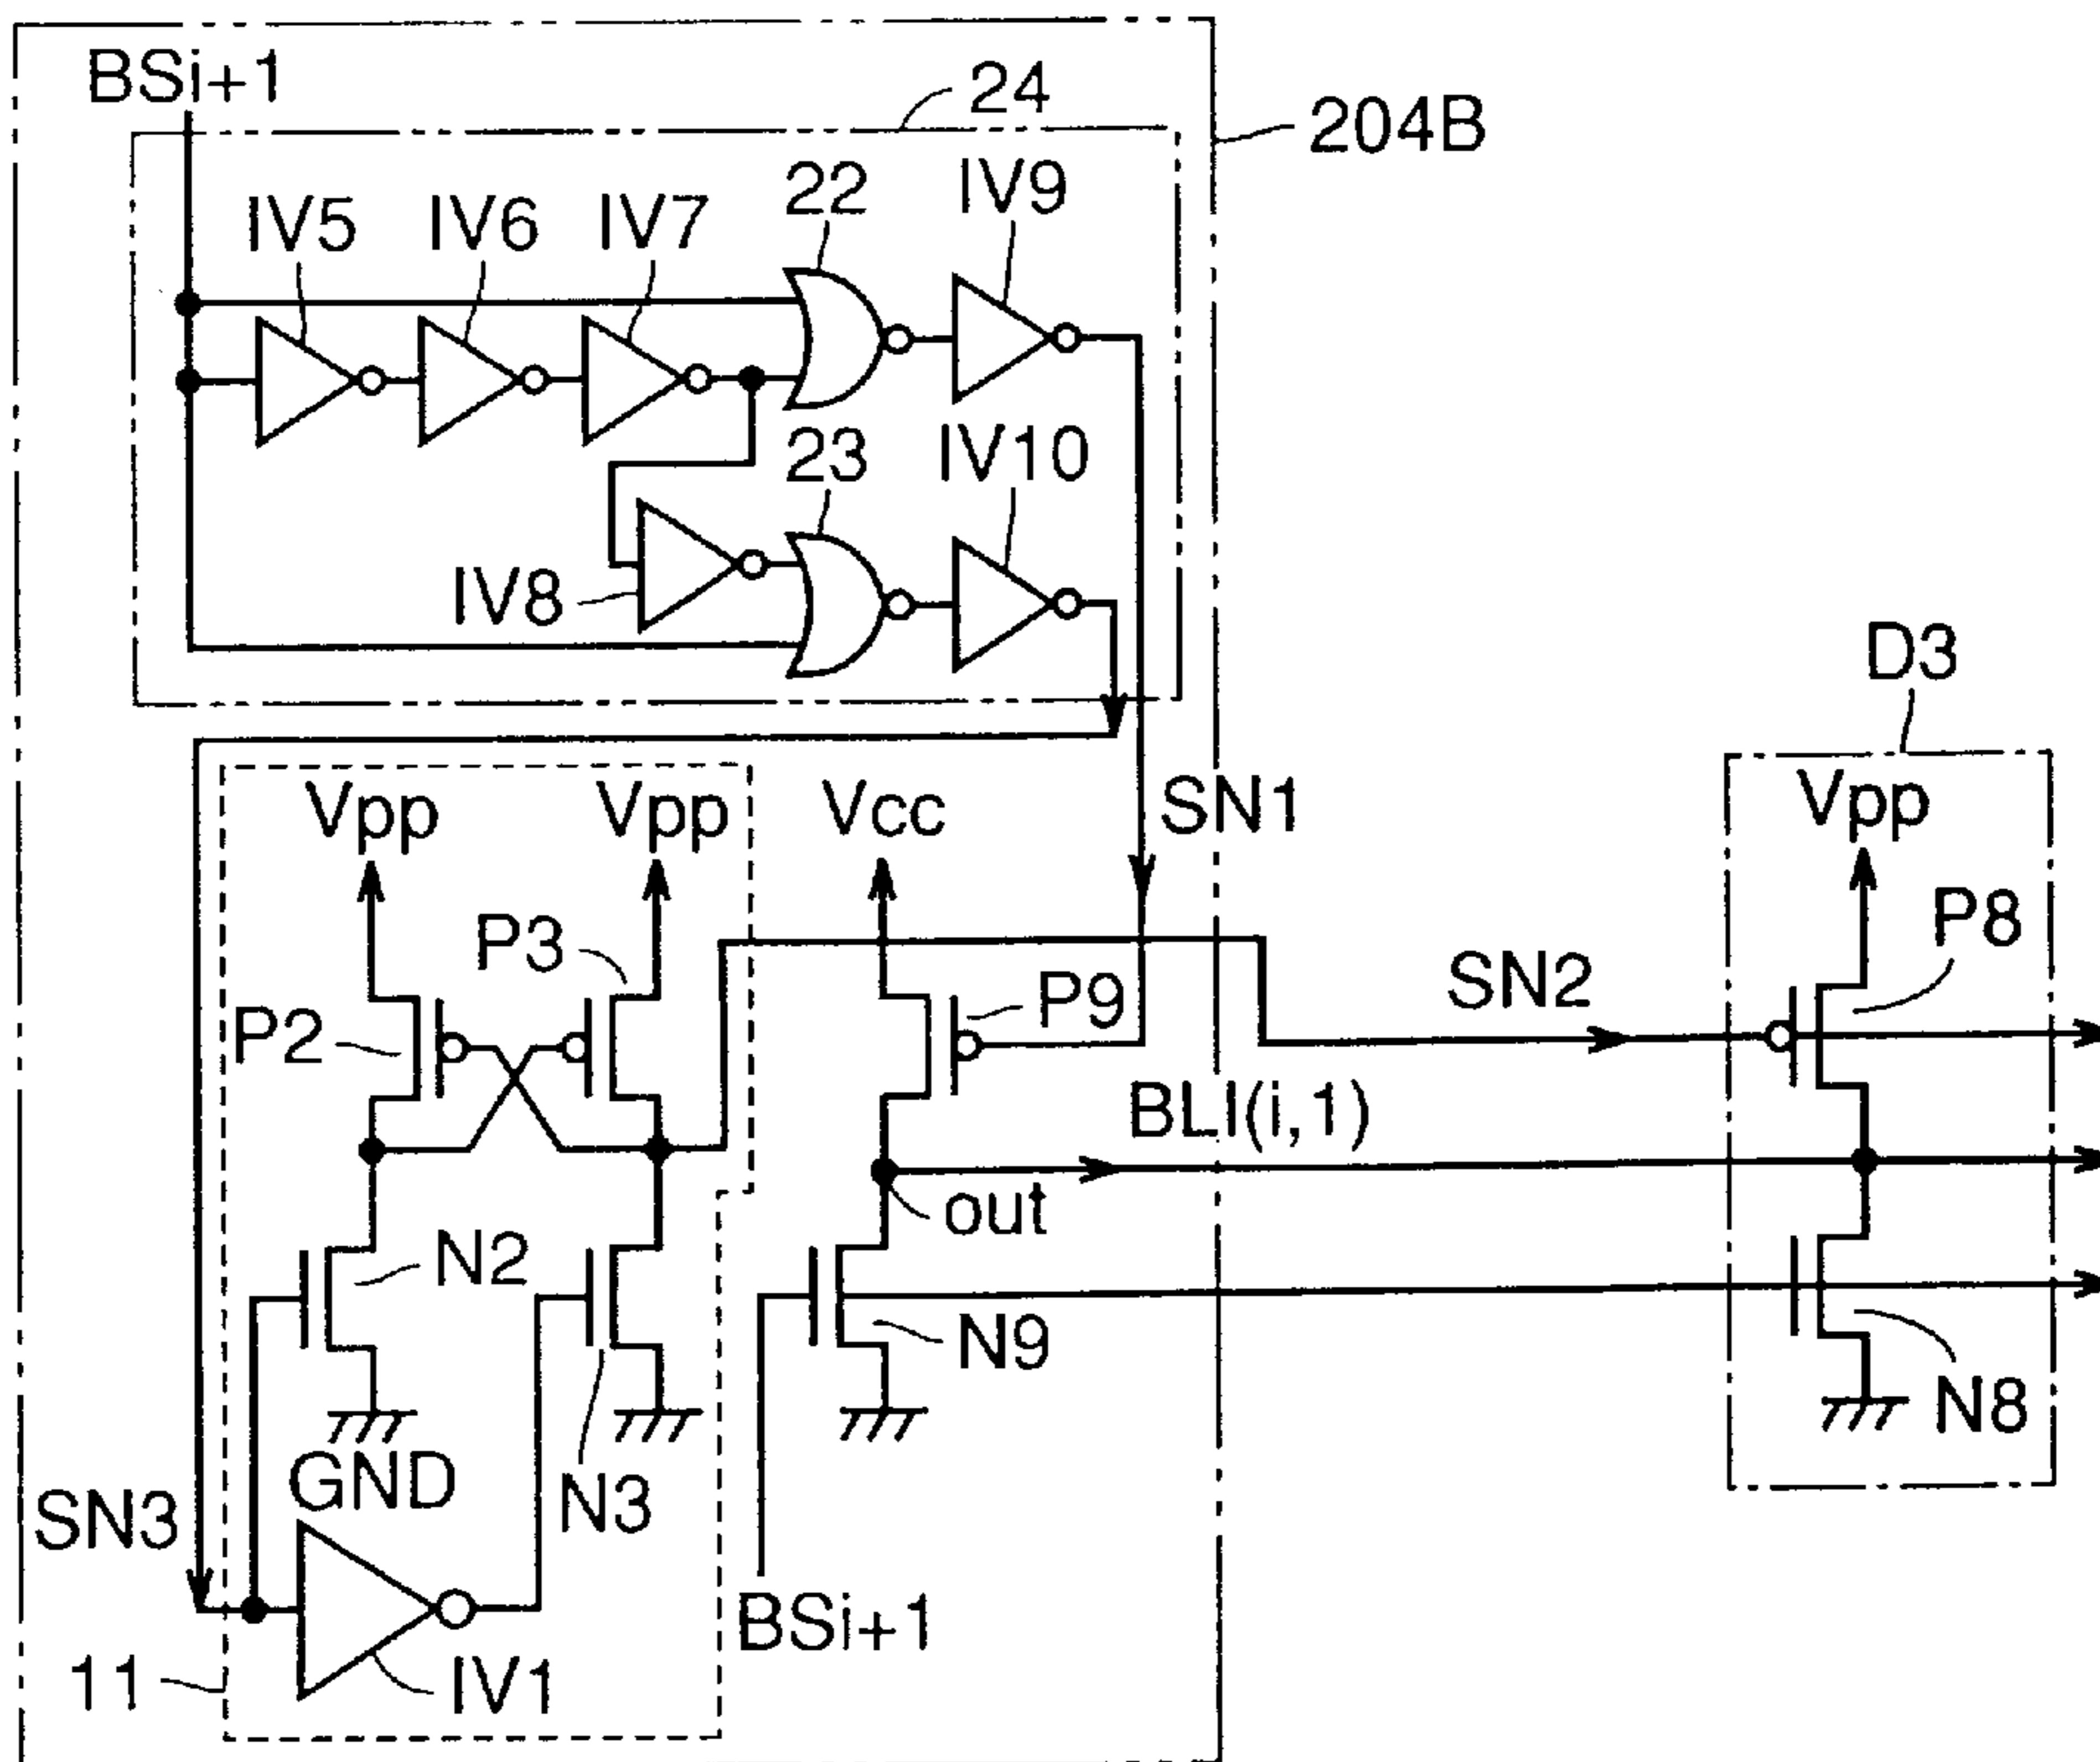 BSi+1
24
204B
IV5
IV6
IV7
22
IV9
23
IV10
IV8
D3
Vpp
Vpp
Vcc
SN1
Vpp
P3
P8
P2
P9
SN2
BLI(i,1)
out
N2
N9
N8
GND
N3
SN3
BSi+1
11
IV1